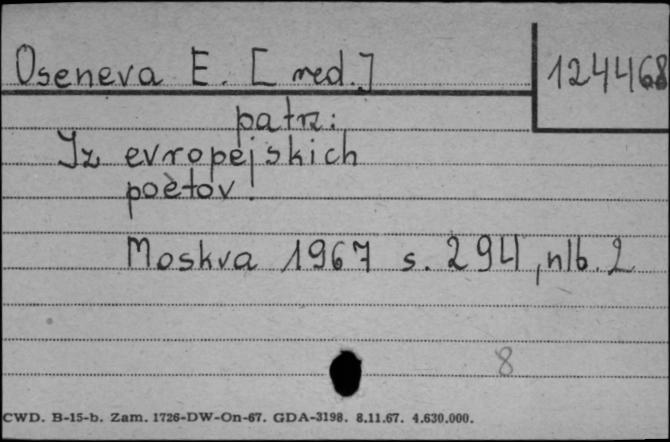 Oseneva E. [red.]
124468
patrz:
Iz evropejskich
poètov.
Moskva 1967 s. 294, nlb. 2
8
CWD. B-15-b. Zam. 1726-DW-On-67. GDA-3198. 8.11.67. 4.630.000.